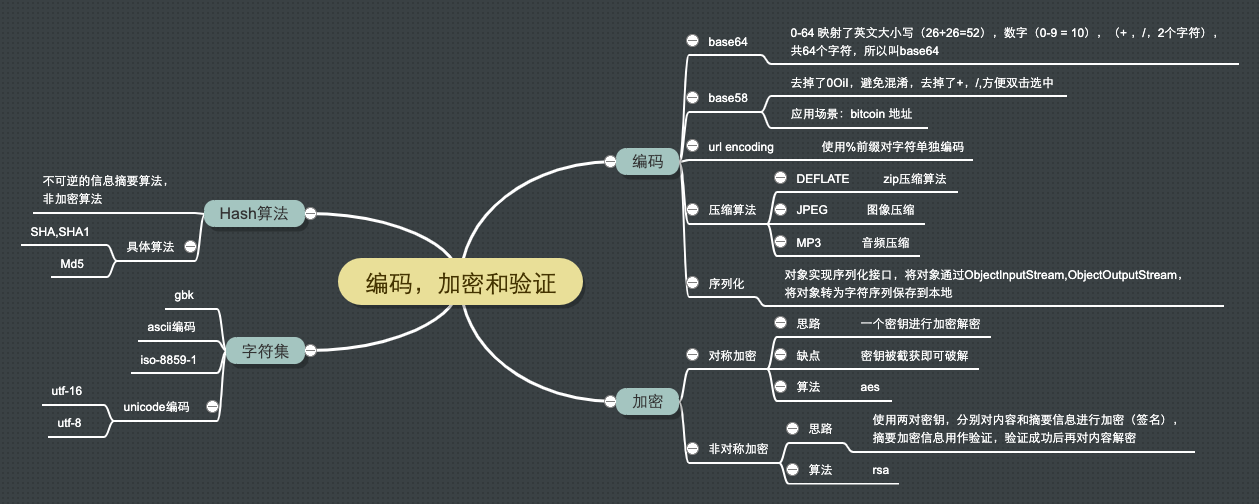 编码，加密和验证
编码
base64
0-64 映射了英文大小写（26+26=52），数字（0-9 = 10），（+ ，/，2个字符），
共64个字符，所以叫base64
base58
去掉了0OiI，避免混淆，去掉了+，/,方便双击选中
应用场景：bitcoin 地址
url encoding
使用%前缀对字符单独编码
压缩算法
DEFLATE
zip压缩算法
JPEG
图像压缩
MP3
音频压缩
序列化
对象实现序列化接口，将对象通过ObjectInputStream,ObjectOutputStream，
将对象转为字符序列保存到本地
加密
对称加密
思路
一个密钥进行加密解密
缺点
密钥被截获即可破解
算法
aes
非对称加密
思路
使用两对密钥，分别对内容和摘要信息进行加密（签名），
摘要加密信息用作验证，验证成功后再对内容解密
算法
rsa
Hash算法
不可逆的信息摘要算法，
非加密算法
具体算法
SHA,SHA1
Md5
字符集
gbk
ascii编码
iso-8859-1
unicode编码
utf-16
utf-8